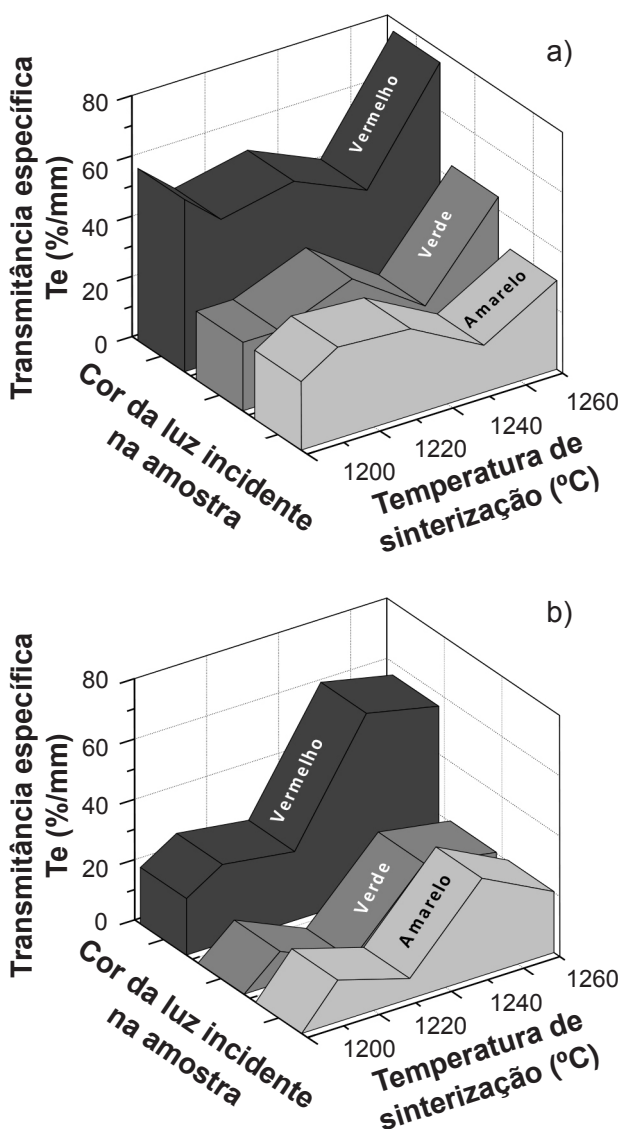 a)
Transmitância específica
Te (%/mm)
80
60
40
20
0
Vermelho
Verde
Amarelo
Cor da luz incidente
na amostra
1200
1220
1240
1260
Temperatura de
sinterização (ºC)
b)
Transmitância específica
Te (%/mm)
80
60
40
20
0
Vermelho
Verde
Amarelo
Cor da luz incidente
na amostra
1200
1220
1240
1260
Temperatura de
sinterização (ºC)